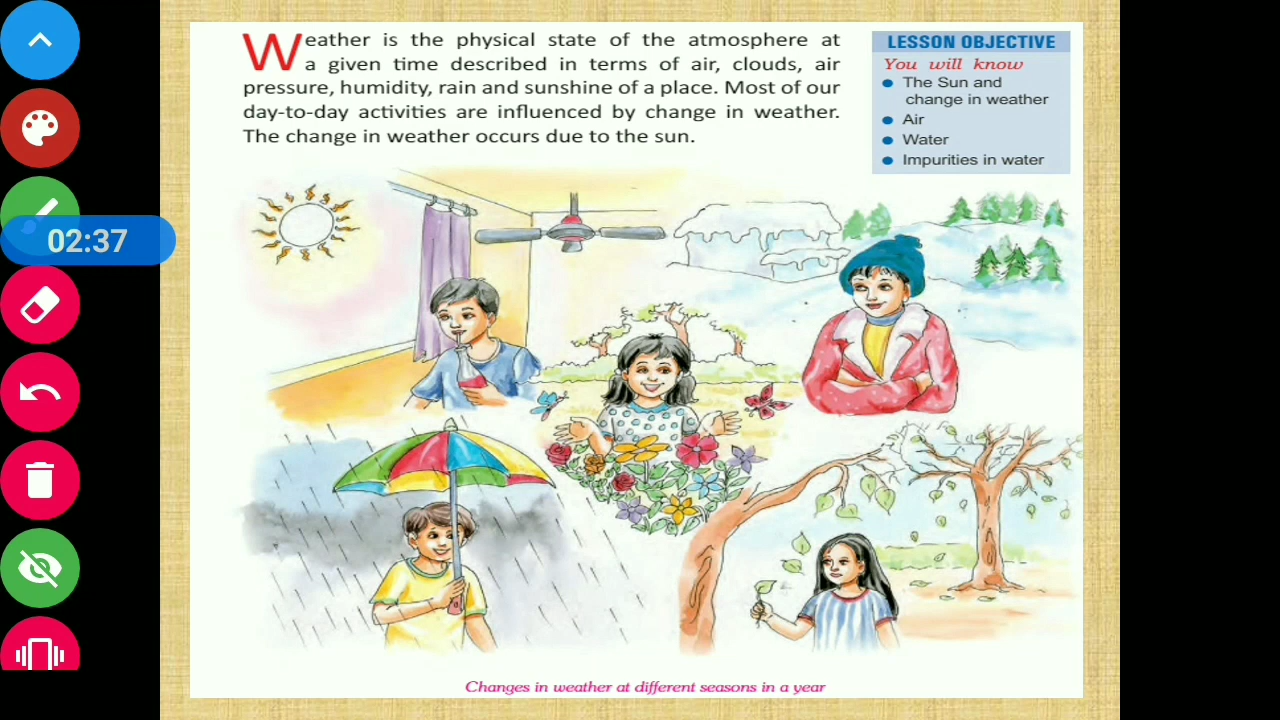 Weather is the physical state of the atmosphere at
a given time described in terms of air, clouds, air
pressure, humidity, rain and sunshine of a place. Most of our
day-to-day activities are influenced by change in weather.
The change in weather occurs due to the sun.
LESSON OBJECTIVE
You will know
The Sun and
change in weather
Air
Water
Impurities in water
02:37
Changes in weather at different seasons in a year